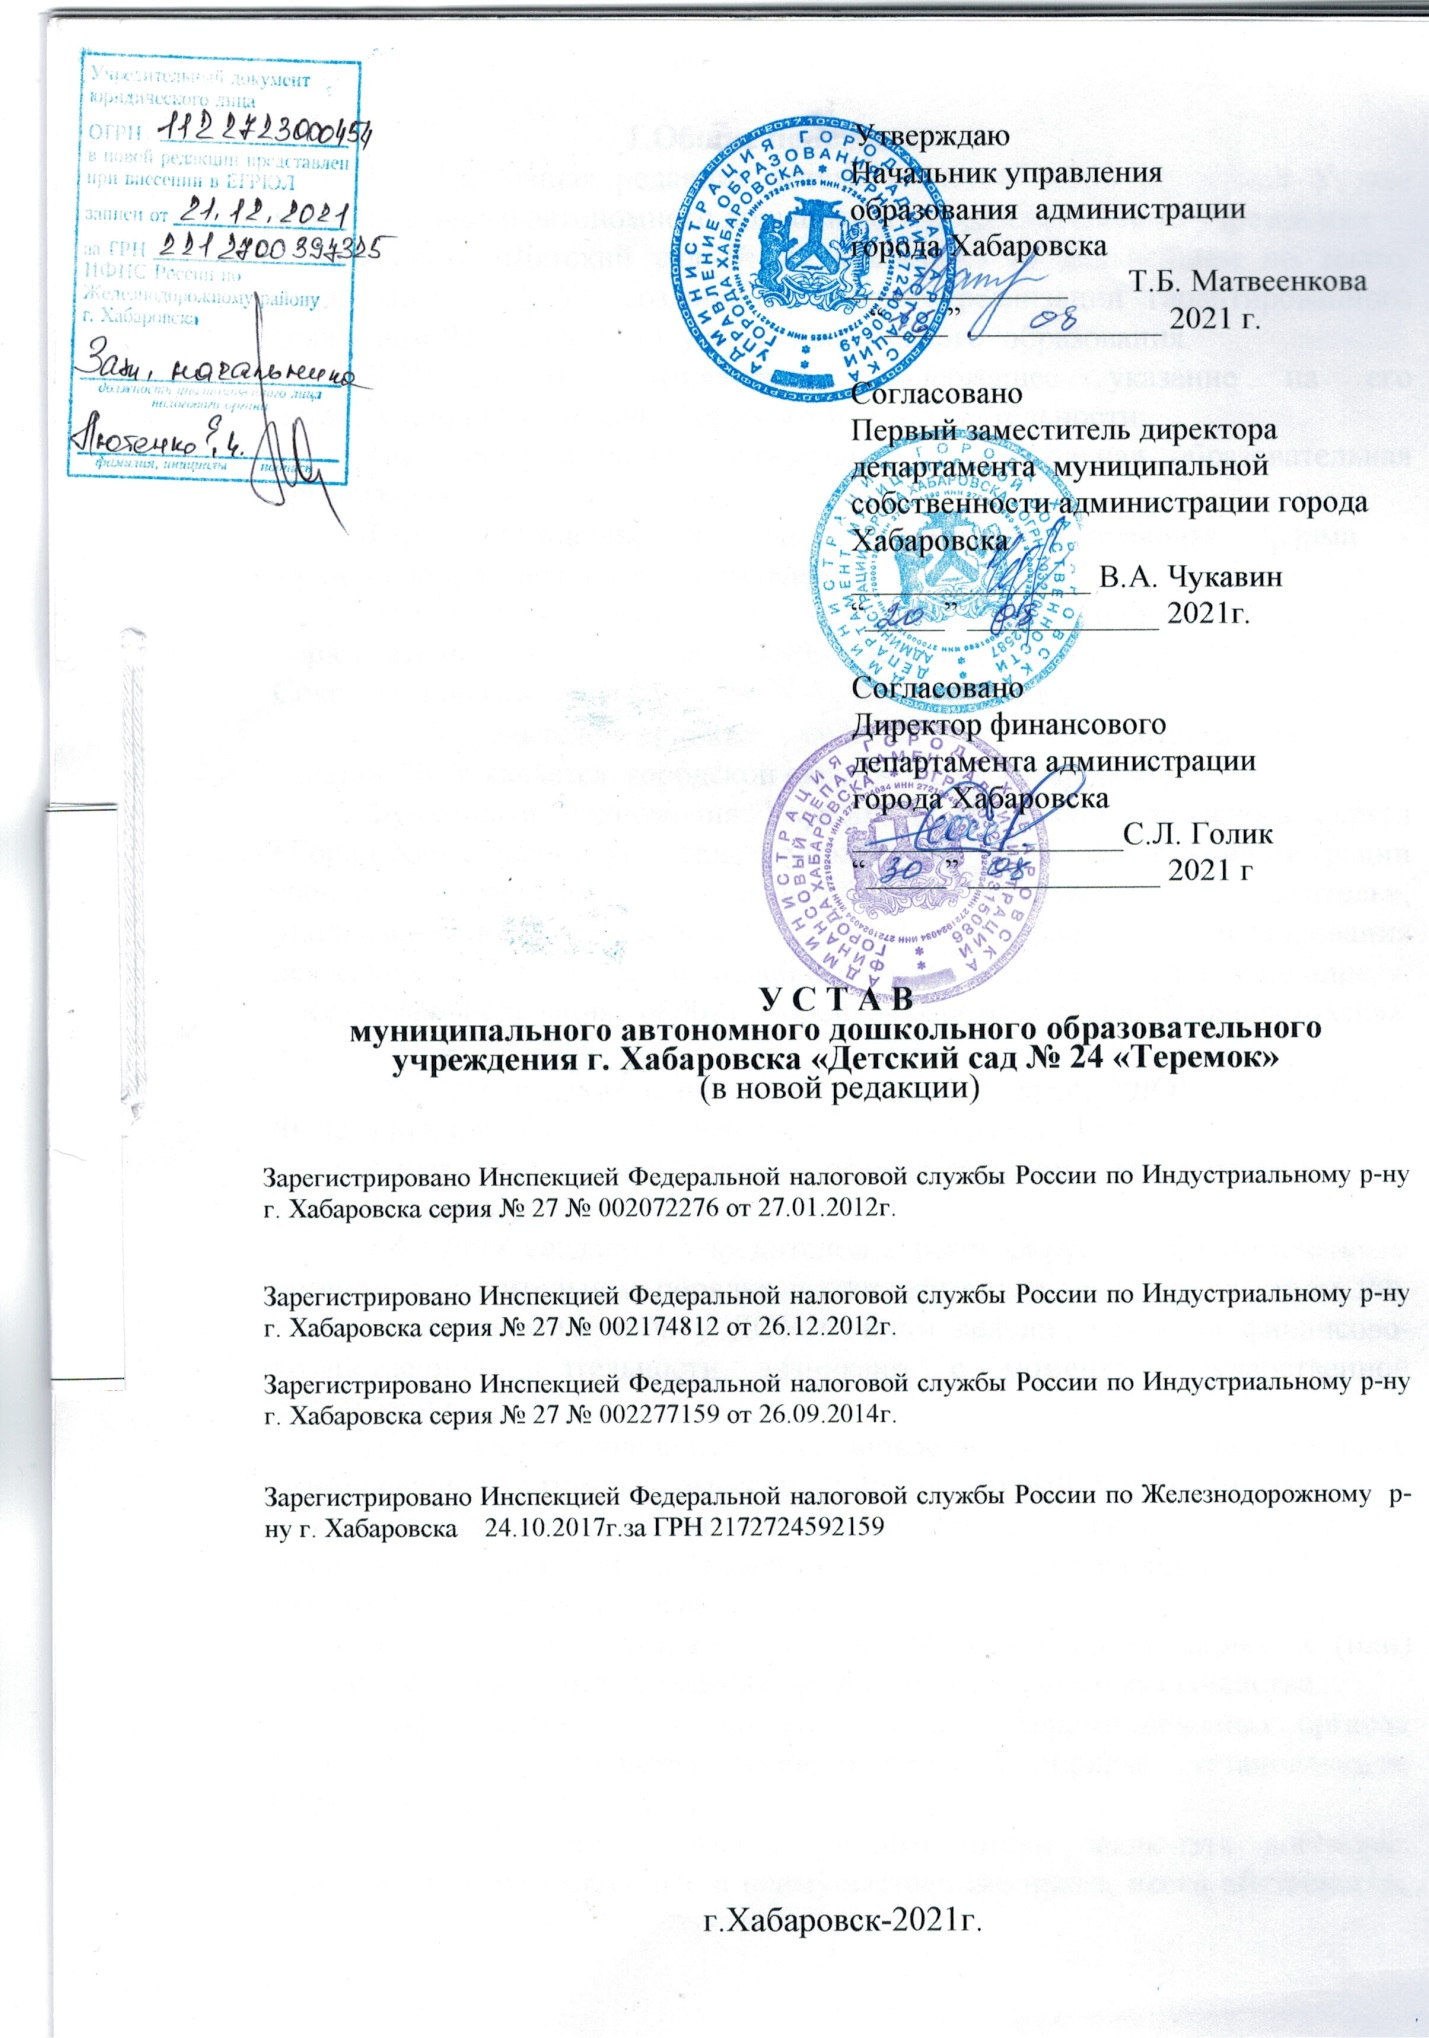 Учредительный документ
юридического лица
ОГРН 1122723000454
в новой редакции представлен
при внесении в ЕГРЮЛ
записи от 21.12.2021
за ГРН 2212700397325
ИФНС России по
Железнодорожному району
г. Хабаровска
Зам. начальника
должность уполномоченного лица
налогового органа
фамилия, инициалы подпись
Утверждаю
Начальник управления
образования администрации
города Хабаровска
Т.Б. Матвеенкова
“16” 08 2021 г.
Согласовано
Первый заместитель директора
департамента муниципальной
собственности администрации города
Хабаровска
В.А. Чукавин
“20” 08 2021г.
Согласовано
Директор финансового
департамента администрации
города Хабаровска
С.Л. Голик
“30” 08 2021 г
У С Т А В
муниципального автономного дошкольного образовательного
учреждения г. Хабаровска «Детский сад № 24 «Теремок»
(в новой редакции)
Зарегистрировано Инспекцией Федеральной налоговой службы России по Индустриальному р-ну
г. Хабаровска серия № 27 № 002072276 от 27.01.2012г.
Зарегистрировано Инспекцией Федеральной налоговой службы России по Индустриальному р-ну
г. Хабаровска серия № 27 № 002174812 от 26.12.2012г.
Зарегистрировано Инспекцией Федеральной налоговой службы России по Индустриальному р-ну
г. Хабаровска серия № 27 № 002277159 от 26.09.2014г.
Зарегистрировано Инспекцией Федеральной налоговой службы России по Железнодорожному р-
ну г. Хабаровска 24.10.2017г.за ГРН 2172724592159
г.Хабаровск-2021г.